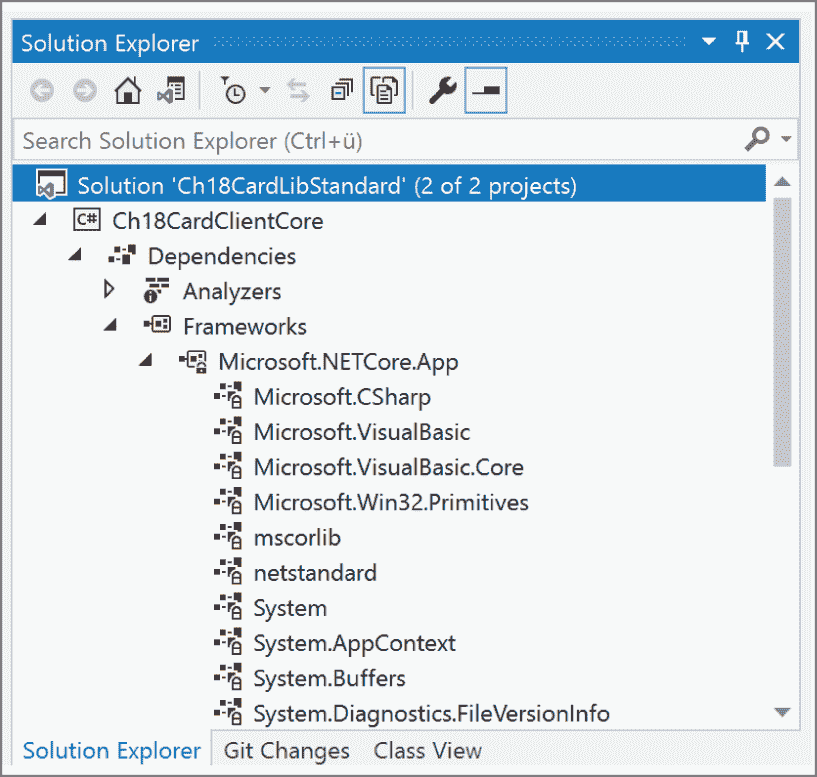 Solution Explorer
Search Solution Explorer (Ctrl+ü)
Solution 'Ch18CardLibStandard' (2 of 2 projects)
C# Ch18CardClientCore
Dependencies
Analyzers
Frameworks
Microsoft.NETCore.App
Microsoft.CSharp
Microsoft.VisualBasic
Microsoft.VisualBasic.Core
Microsoft.Win32.Primitives
mscorlib
netstandard
System
System.AppContext
System.Buffers
System.Diagnostics.FileVersionInfo
Solution Explorer Git Changes Class View